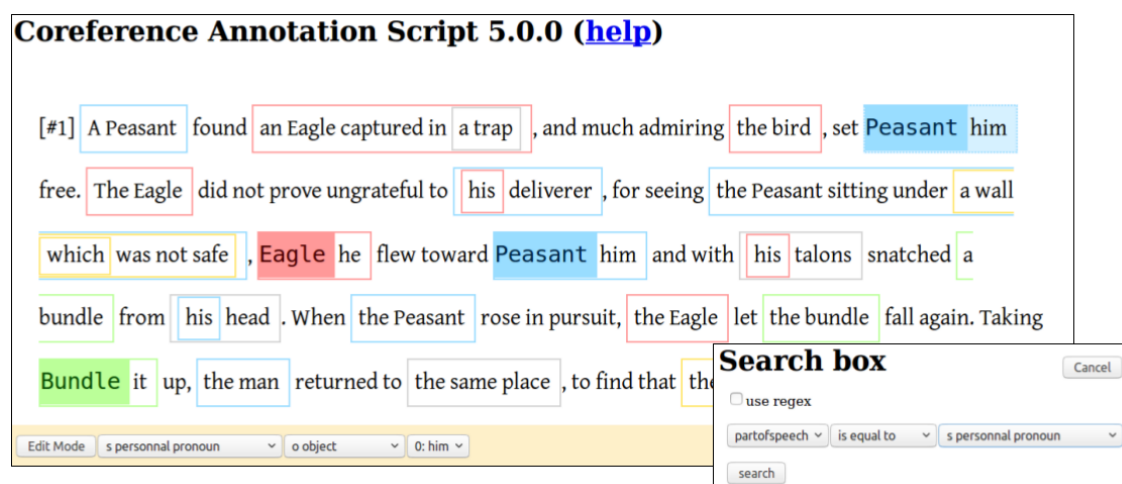 Coreference Annotation Script 5.0.0 (help)
[#1] A Peasant found an Eagle captured in a trap , and much admiring the bird , set Peasant him
free. The Eagle did not prove ungrateful to his deliverer , for seeing the Peasant sitting under a wall
which was not safe , Eagle he flew toward Peasant him and with his talons snatched a
bundle from his head . When the Peasant rose in pursuit, the Eagle let the bundle fall again. Taking
Bundle it up, the man returned to the same place , to find that the
Edit Mode s personnal pronoun o object 0: him
Search box Cancel
use regex
partofspeech is equal to s personnal pronoun
search